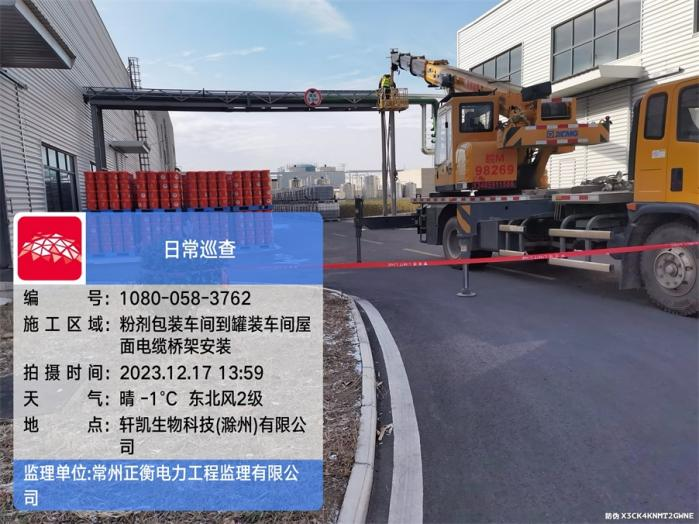 XCMG
皖M
98269
日常巡查
编 号: 1080-058-3762
施工区域: 粉剂包装车间到罐装车间屋
面电缆桥架安装
拍摄时间: 2023.12.17 13:59
天 气: 晴 -1℃ 东北风2级
地 点: 轩凯生物科技(滁州)有限公
司
监理单位:常州正衡电力工程监理有限公
司
防伪 X3CK4KNMT2GWNE